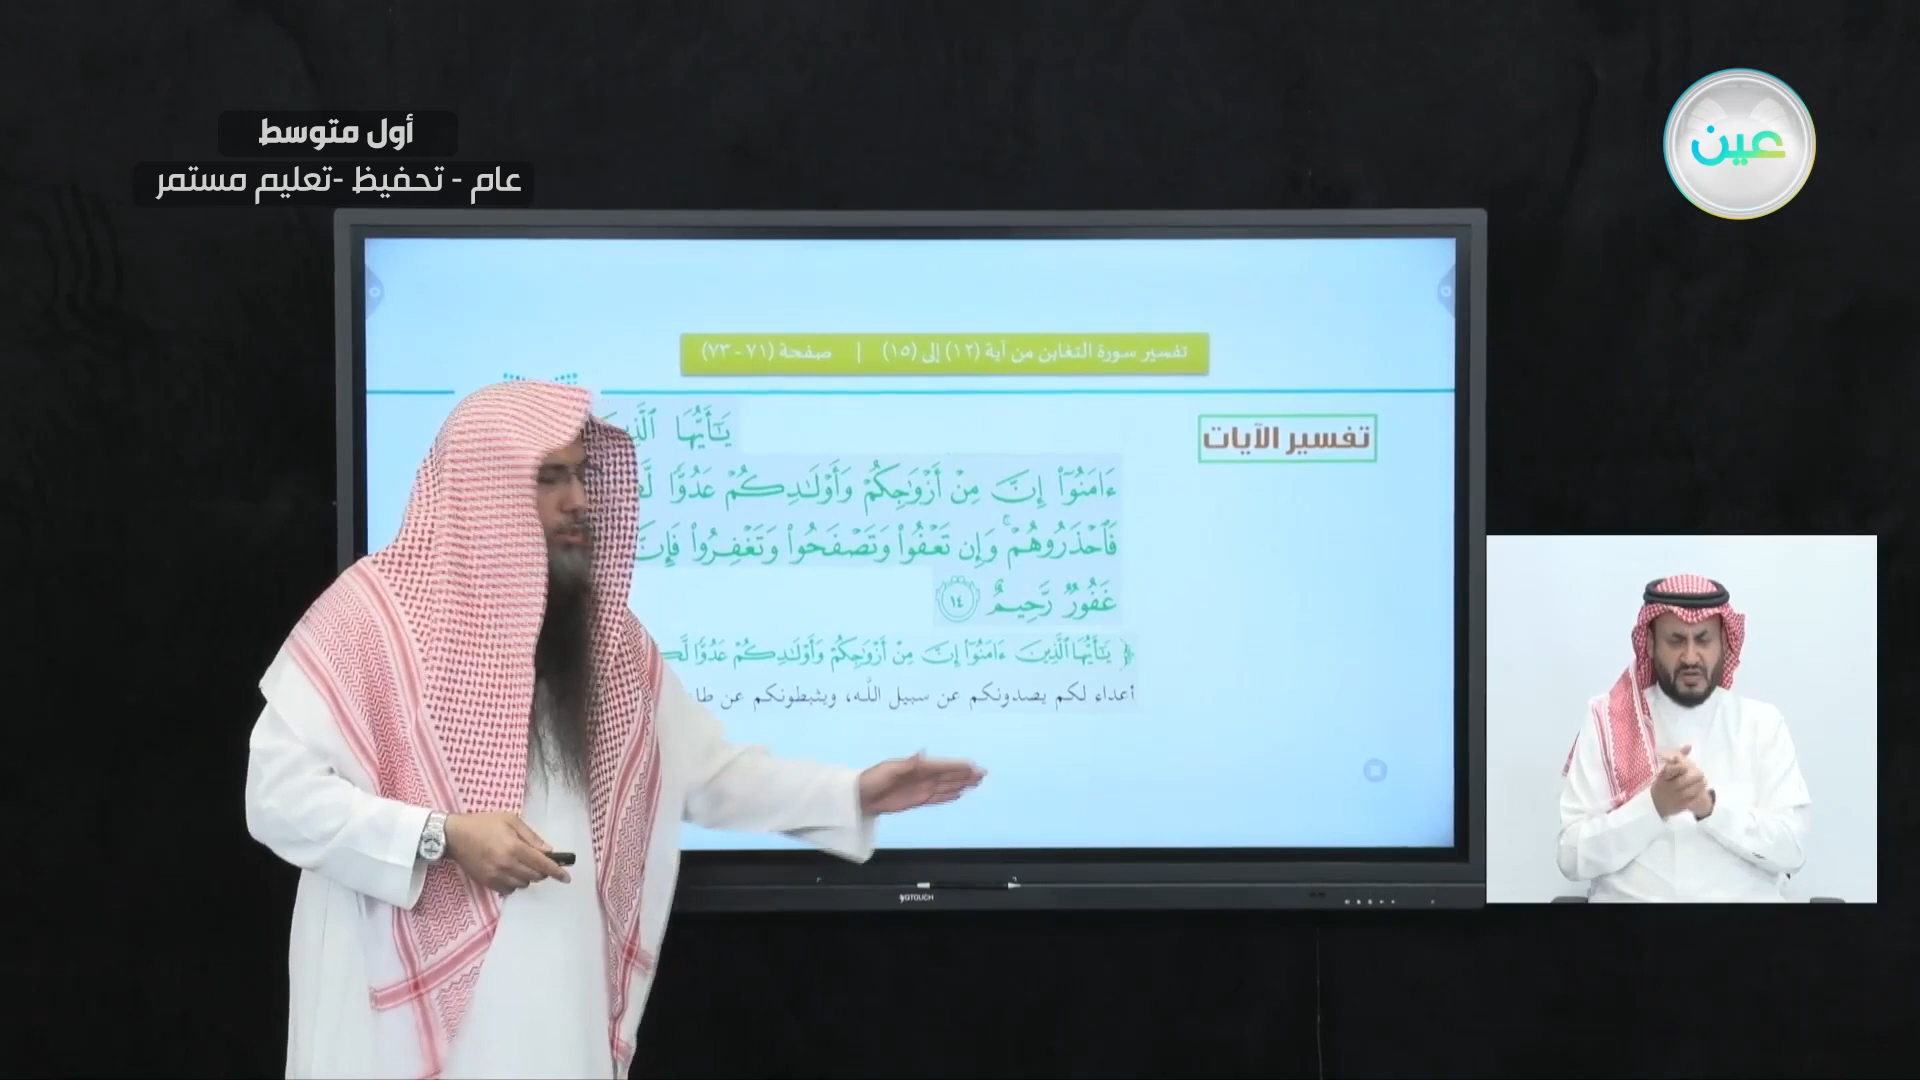 أول متوسط
عام - تحفيظ -تعليم مستمر
عين
تفسير سورة التغابن من آية (١٢) إلى (١٥) | صفحة (٧١ - ٧٣)
تفسير الآيات
يَٰٓأَيُّهَا
ءَامَنُوٓا۟ إِنَّ مِنْ أَزْوَٰجِكُمْ وَأَوْلَٰدِكُمْ عَدُوًّا
فَٱحْذَرُوهُمْ ۚ وَإِن تَعْفُوا۟ وَتَصْفَحُوا۟ وَتَغْفِرُوا۟ فَإِنَّ
غَفُورٌ رَّحِيمٌ ١٤
﴿ يَٰٓأَيُّهَا ٱلَّذِينَ ءَامَنُوٓا۟ إِنَّ مِنْ أَزْوَٰجِكُمْ وَأَوْلَٰدِكُمْ عَدُوًّا
أعداء لكم يصدونكم عن سبيل اللَّه، ويثبطونكم عن
VGTOUCH